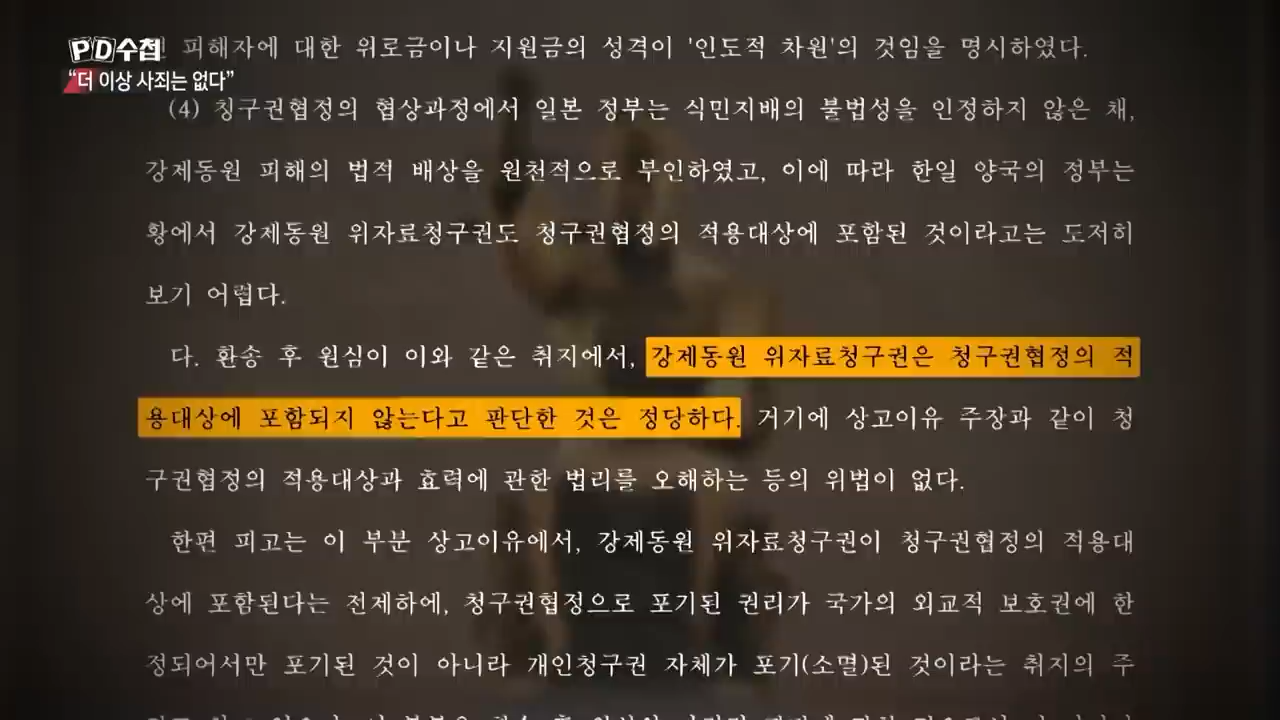 PD수첩
"더 이상 사죄는 없다"
피해자에 대한 위로금이나 지원금의 성격이 '인도적 차원'의 것임을 명시하였다.
(4) 청구권협정의 협상과정에서 일본 정부는 식민지배의 불법성을 인정하지 않은 채,
강제동원 피해의 법적 배상을 원천적으로 부인하였고, 이에 따라 한일 양국의 정부는
황에서 강제동원 위자료청구권도 청구권협정의 적용대상에 포함된 것이라고는 도저히
보기 어렵다.
다. 환송 후 원심이 이와 같은 취지에서, 강제동원 위자료청구권은 청구권협정의 적
용대상에 포함되지 않는다고 판단한 것은 정당하다. 거기에 상고이유 주장과 같이 청
구권협정의 적용대상과 효력에 관한 법리를 오해하는 등의 위법이 없다.
한편 피고는 이 부분 상고이유에서, 강제동원 위자료청구권이 청구권협정의 적용대
상에 포함된다는 전제하에, 청구권협정으로 포기된 권리가 국가의 외교적 보호권에 한
정되어서만 포기된 것이 아니라 개인청구권 자체가 포기(소멸)된 것이라는 취지의 주